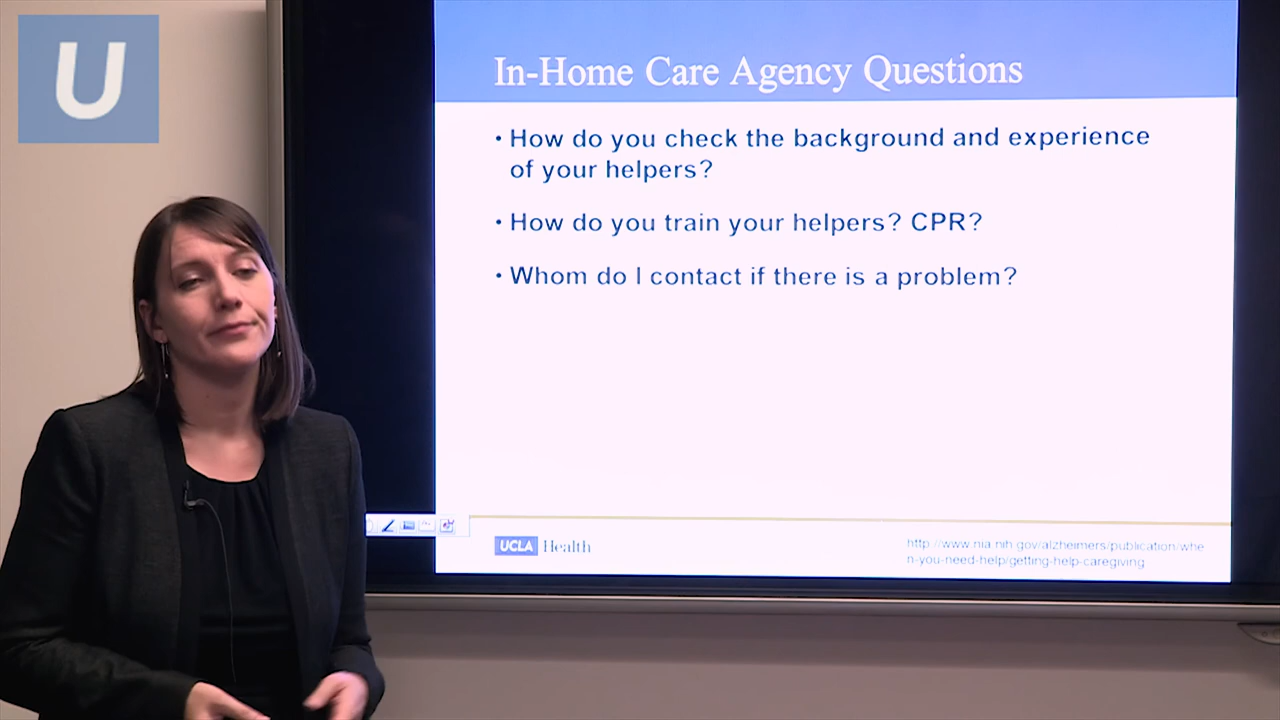 U
In-Home Care Agency Questions
• How do you check the background and experience
of your helpers?
• How do you train your helpers? CPR?
• Whom do I contact if there is a problem?
UCLA Health
http://www.nia.nih.gov/alzheimers/publication/whe
n-you-need-help/getting-help-caregiving